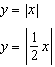 y = |x|
y = |1/2 x|